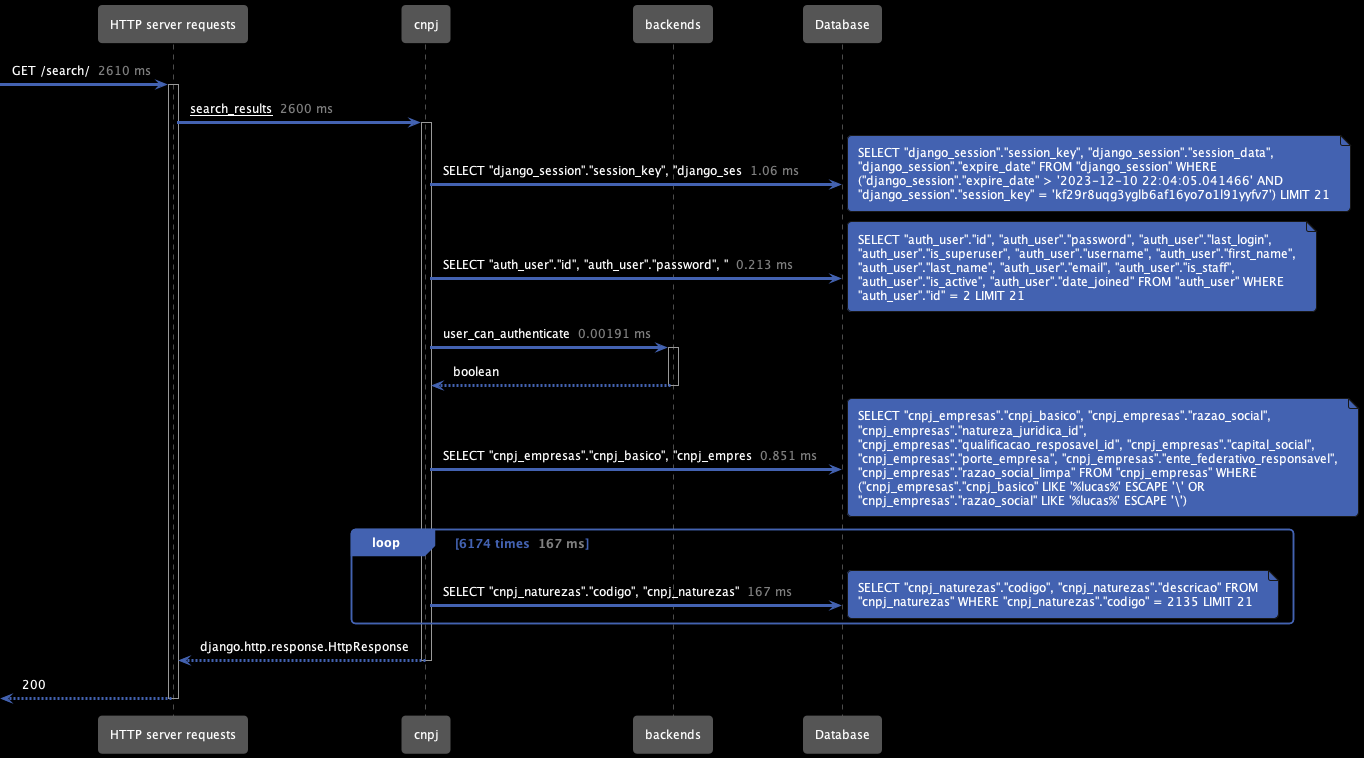 HTTP server requests
cnpj
backends
Database
GET /search/ 2610 ms
search_results 2600 ms
SELECT "django_session"."session_key", "django_ses 1.06 ms
SELECT "django_session"."session_key", "django_session"."session_data",
"django_session"."expire_date" FROM "django_session" WHERE
("django_session"."expire_date" > '2023-12-10 22:04:05.041466' AND
"django_session"."session_key" = 'kf29r8uqg3yglb6af16yo7o1l91yyfv7') LIMIT 21
SELECT "auth_user"."id", "auth_user"."password", " 0.213 ms
SELECT "auth_user"."id", "auth_user"."password", "auth_user"."last_login",
"auth_user"."is_superuser", "auth_user"."username", "auth_user"."first_name",
"auth_user"."last_name", "auth_user"."email", "auth_user"."is_staff",
"auth_user"."is_active", "auth_user"."date_joined" FROM "auth_user" WHERE
"auth_user"."id" = 2 LIMIT 21
user_can_authenticate 0.00191 ms
boolean
SELECT "cnpj_empresas"."cnpj_basico", "cnpj_empres 0.851 ms
SELECT "cnpj_empresas"."cnpj_basico", "cnpj_empresas"."razao_social",
"cnpj_empresas"."natureza_juridica_id",
"cnpj_empresas"."qualificacao_resposavel_id", "cnpj_empresas"."capital_social",
"cnpj_empresas"."porte_empresa", "cnpj_empresas"."ente_federativo_responsavel",
"cnpj_empresas"."razao_social_limpa" FROM "cnpj_empresas" WHERE
("cnpj_empresas"."cnpj_basico" LIKE '%lucas%' ESCAPE '\' OR
"cnpj_empresas"."razao_social" LIKE '%lucas%' ESCAPE '\')
loop
[6174 times 167 ms]
SELECT "cnpj_naturezas"."codigo", "cnpj_naturezas" 167 ms
SELECT "cnpj_naturezas"."codigo", "cnpj_naturezas"."descricao" FROM
"cnpj_naturezas" WHERE "cnpj_naturezas"."codigo" = 2135 LIMIT 21
django.http.response.HttpResponse
200
HTTP server requests
cnpj
backends
Database